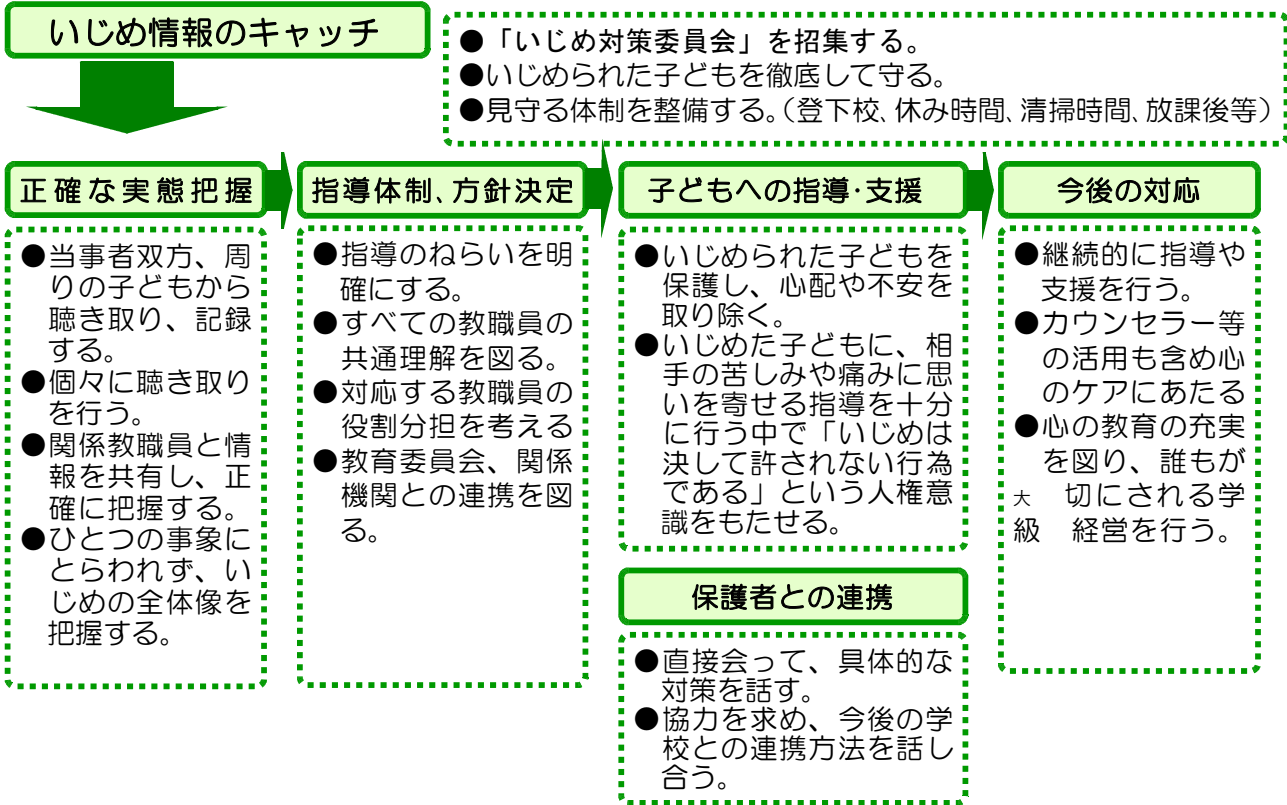 いじめ情報のキャッチ
●「いじめ対策委員会」を招集する。
●いじめられた子どもを徹底して守る。
●見守る体制を整備する。（登下校、休み時間、清掃時間、放課後等）
正確な実態把握
●当事者双方、周
りの子どもから
聴き取り、記録
する。
●個々に聴き取り
を行う。
●関係教職員と情
報を共有し、正
確に把握する。
●ひとつの事象に
とらわれず、い
じめの全体像を
把握する。
指導体制、方針決定
●指導のねらいを明
確にする。
●すべての教職員の
共通理解を図る。
●対応する教職員の
役割分担を考える
●教育委員会、関係
機関との連携を図
る。
子どもへの指導・支援
●いじめられた子どもを
保護し、心配や不安を
取り除く。
●いじめた子どもに、相
手の苦しみや痛みに思
いを寄せる指導を十分
に行う中で「いじめは
決して許されない行為
である」という人権意
識をもたせる。
保護者との連携
●直接会って、具体的な
対策を話す。
●協力を求め、今後の学
校との連携方法を話し
合う。
今後の対応
●継続的に指導や
支援を行う。
●カウンセラー等
の活用も含め心
のケアにあたる
●心の教育の充実
を図り、誰もが
大　切にされる学
級　経営を行う。